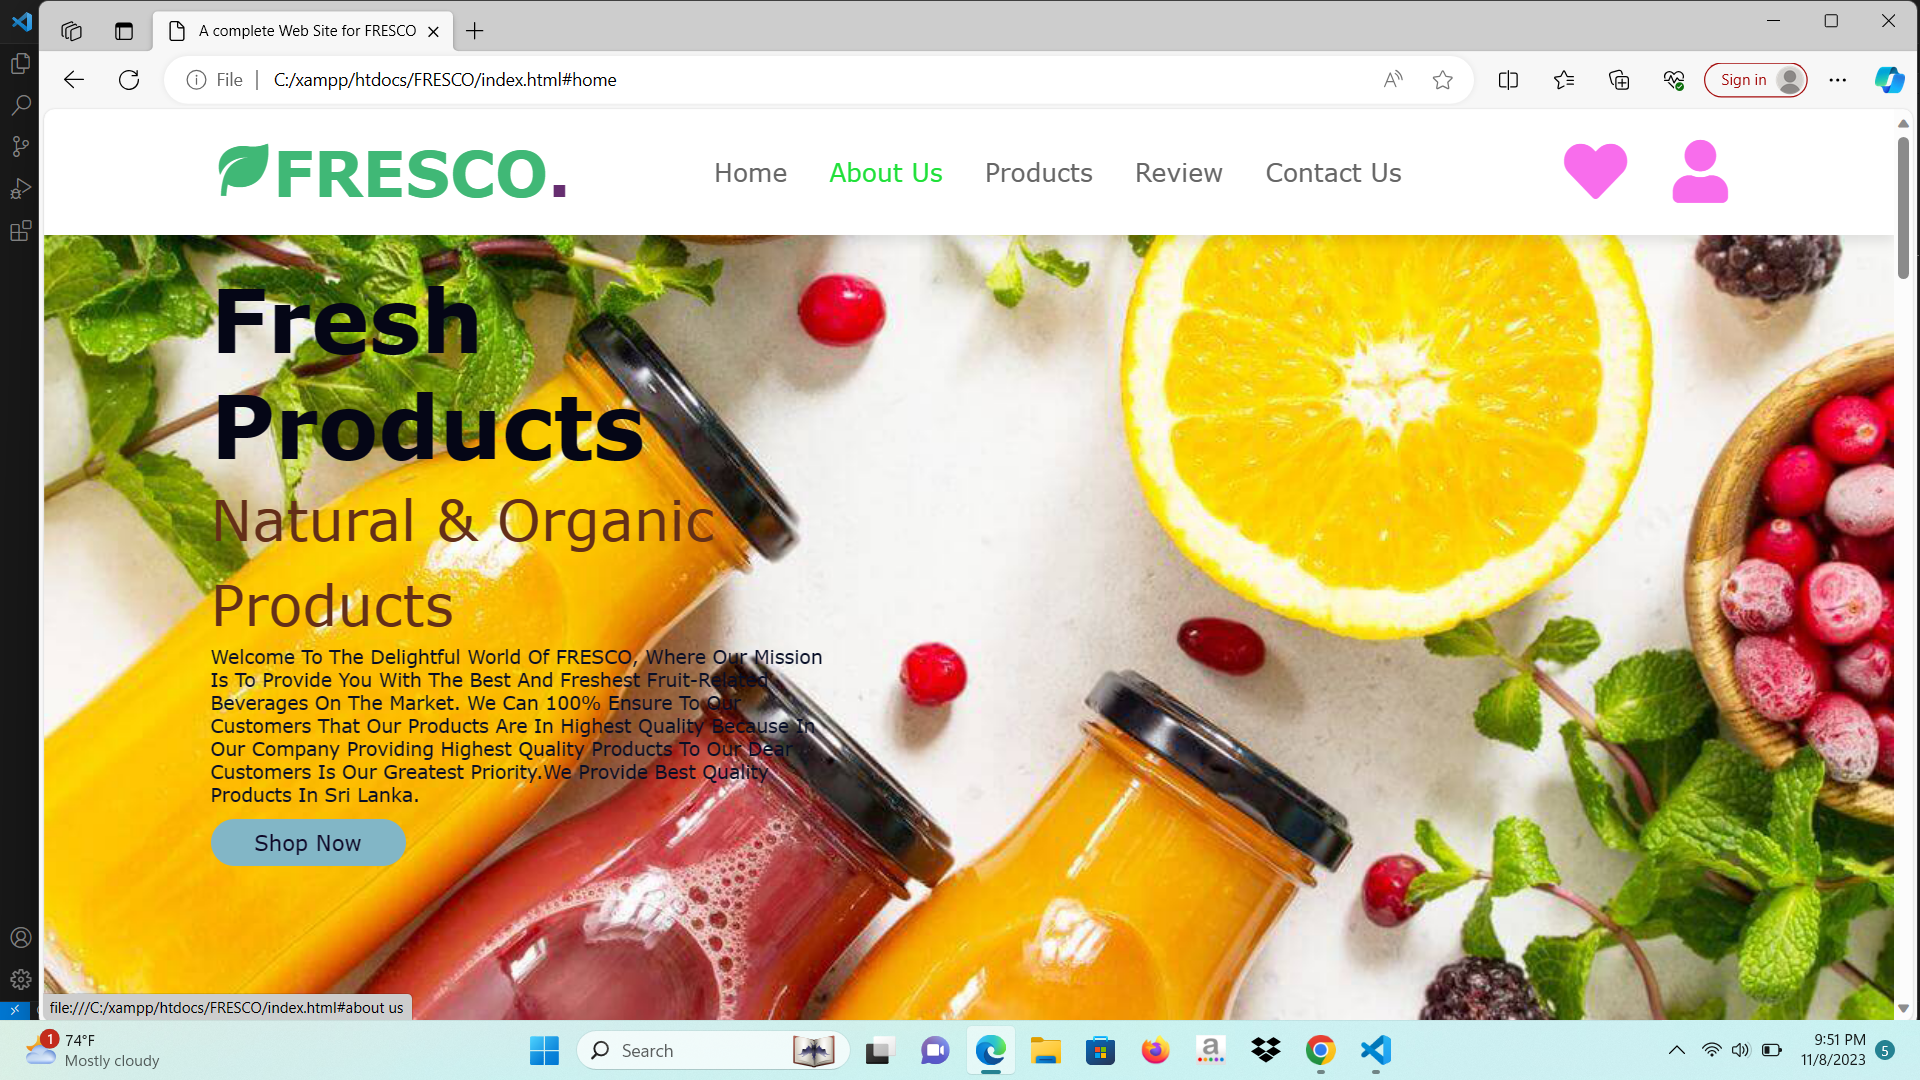 A complete Web Site for FRESCO
File
C:/xampp/htdocs/FRESCO/index.html#home
Sign in
FRESCO.
Home
About Us
Products
Review
Contact Us
Fresh
Products
Natural & Organic
Products
Welcome To The Delightful World Of FRESCO, Where Our Mission
Is To Provide You With The Best And Freshest Fruit-Related
Beverages On The Market. We Can 100% Ensure To Our
Customers That Our Products Are In Highest Quality Because In
Our Company Providing Highest Quality Products To Our Dear
Customers Is Our Greatest Priority.We Provide Best Quality
Products In Sri Lanka.
Shop Now
file:///C:/xampp/htdocs/FRESCO/index.html#about us
1
74°F
Mostly cloudy
Search
a
9:51 PM
11/8/2023
5